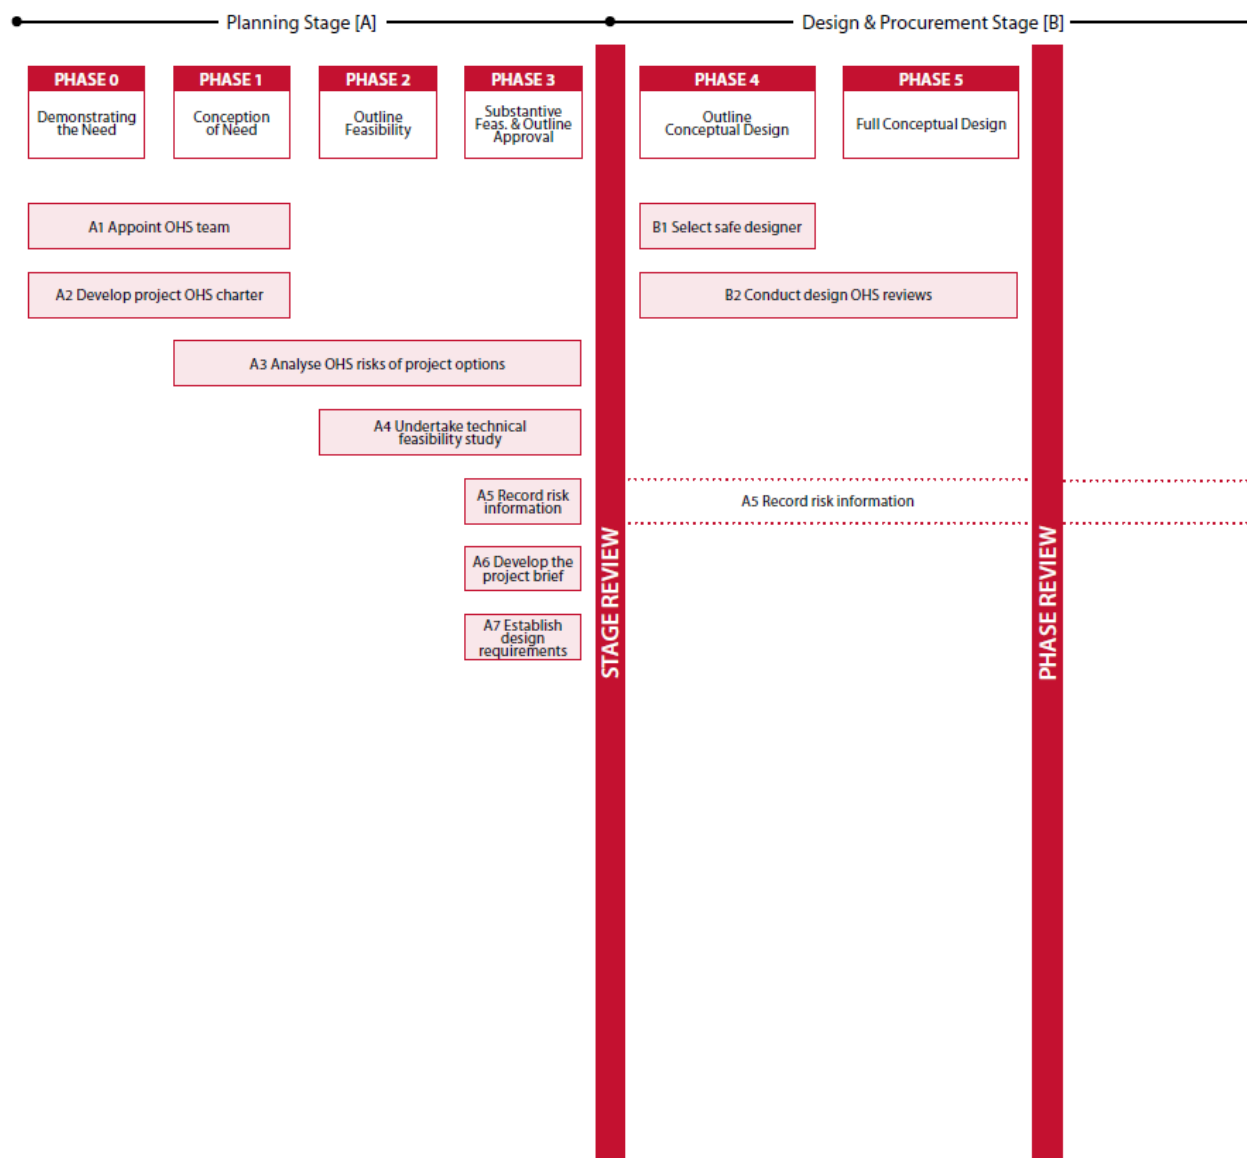 Planning Stage [A]
Design & Procurement Stage [B]
PHASE 0
Demonstrating
the Need
PHASE 1
Conception
of Need
PHASE 2
Outline
Feasibility
PHASE 3
Substantive
Feas. & Outline
Approval
PHASE 4
Outline
Conceptual Design
PHASE 5
Full Conceptual Design
A1 Appoint OHS team
B1 Select safe designer
A2 Develop project OHS charter
B2 Conduct design OHS reviews
A3 Analyse OHS risks of project options
A4 Undertake technical
feasibility study
A5 Record risk
information
A5 Record risk information
A6 Develop the
project brief
A7 Establish
design
requirements
STAGE REVIEW
PHASE REVIEW